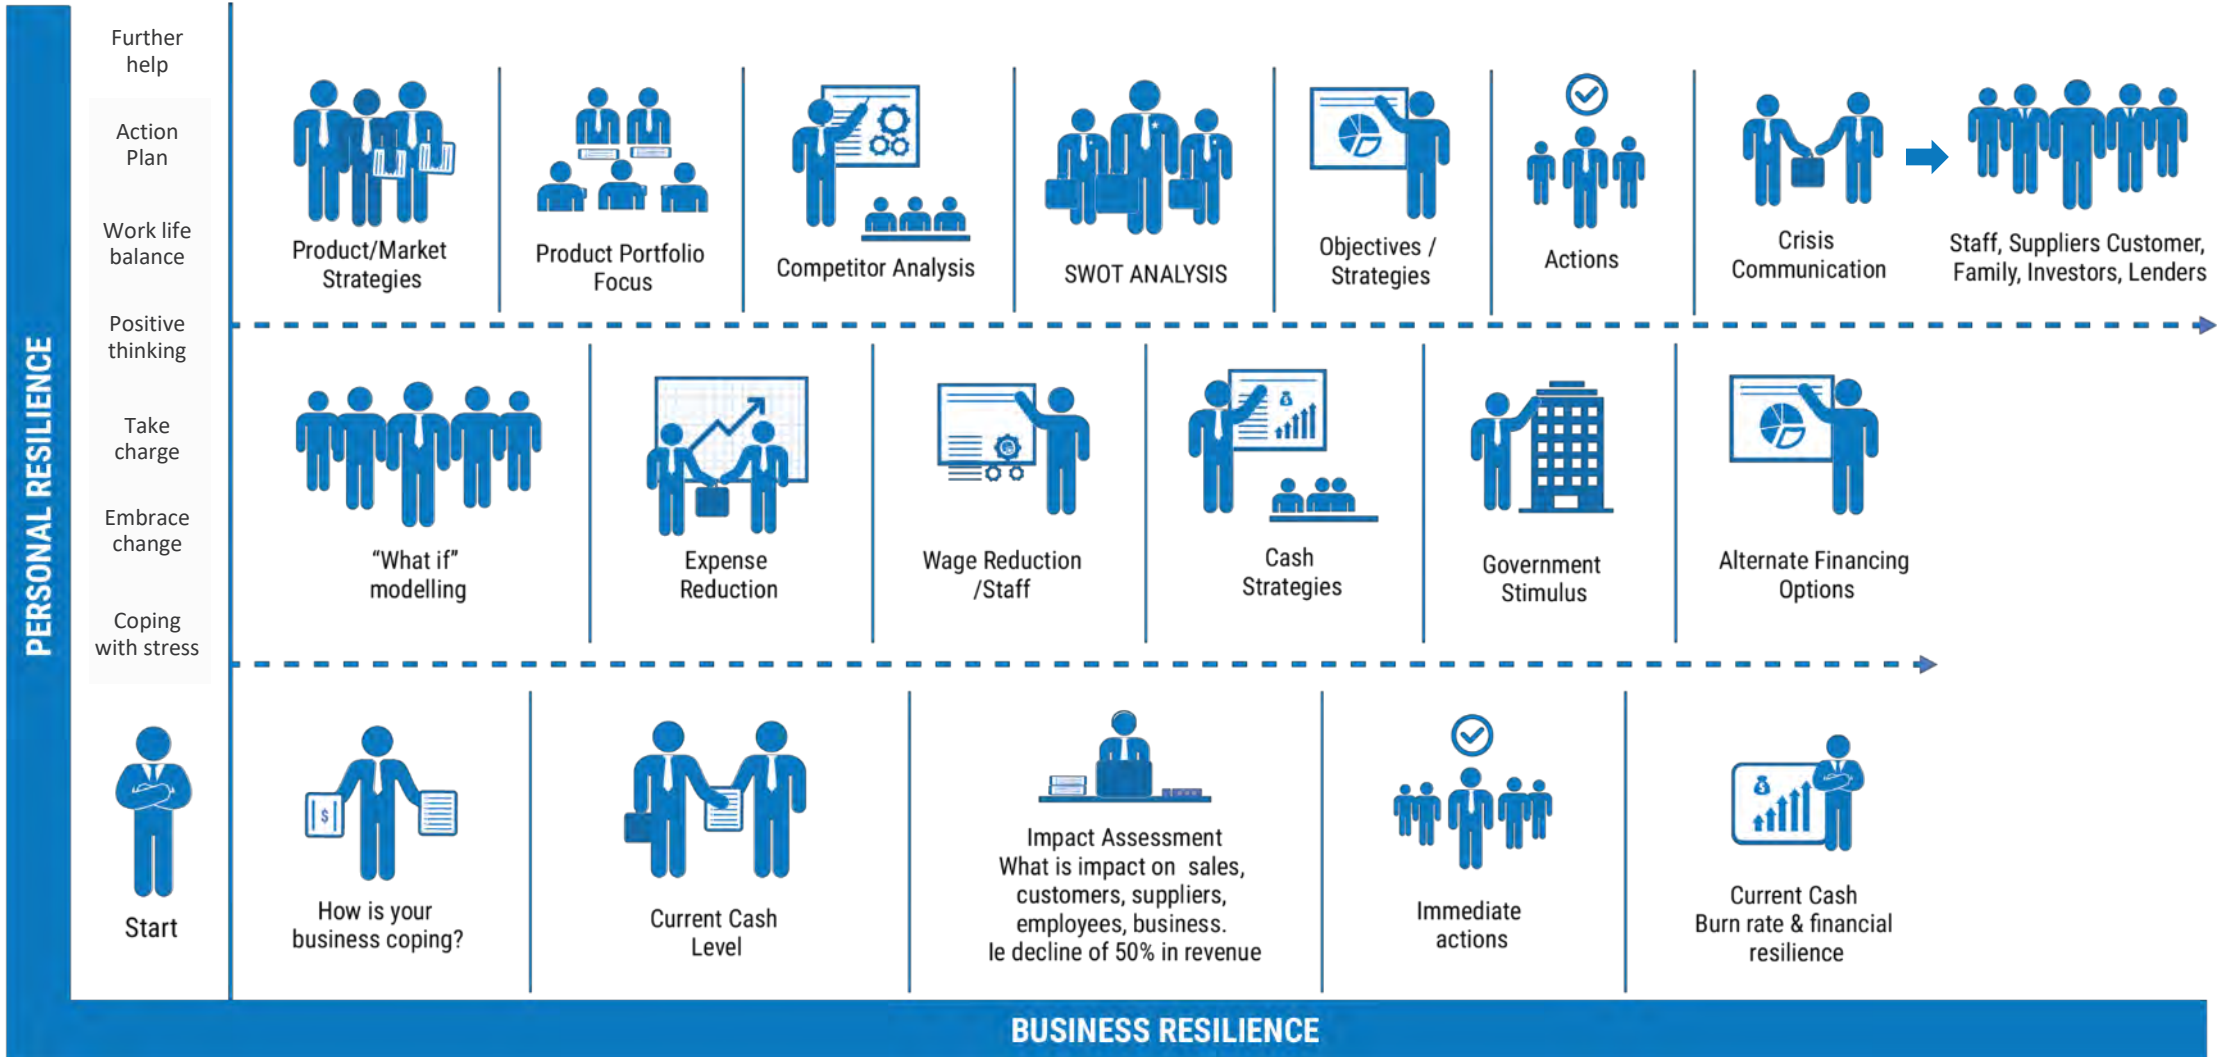 PERSONAL RESILIENCE
Further
help
Action
Plan
Work life
balance
Positive
thinking
Take
charge
Embrace
change
Coping
with stress
Start
Product/Market
Strategies
Product Portfolio
Focus
Competitor Analysis
SWOT ANALYSIS
Objectives /
Strategies
Actions
Crisis
Communication
Staff, Suppliers Customer,
Family, Investors, Lenders
“What if”
modelling
Expense
Reduction
Wage Reduction
/Staff
Cash
Strategies
Government
Stimulus
Alternate Financing
Options
$
How is your
business coping?
Current Cash
Level
Impact Assessment
What is impact on sales,
customers, suppliers,
employees, business.
Ie decline of 50% in revenue
Immediate
actions
Current Cash
Burn rate & financial
resilience
BUSINESS RESILIENCE